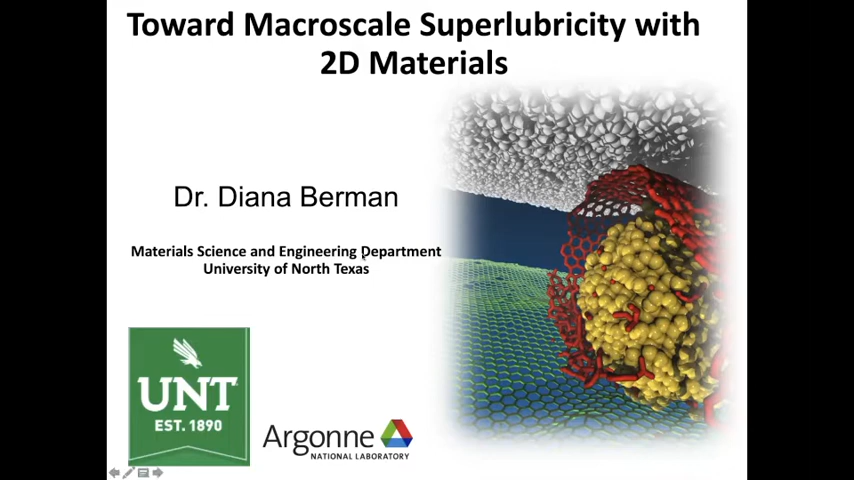 Toward Macroscale Superlubricity with
2D Materials
Dr. Diana Berman
Materials Science and Engineering Department
University of North Texas
UNT
EST. 1890
Argonne
NATIONAL LABORATORY